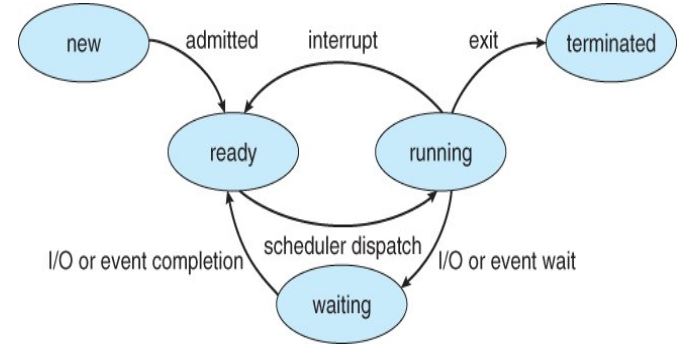 new
admitted
interrupt
exit
terminated
ready
running
scheduler dispatch
I/O or event completion
I/O or event wait
waiting